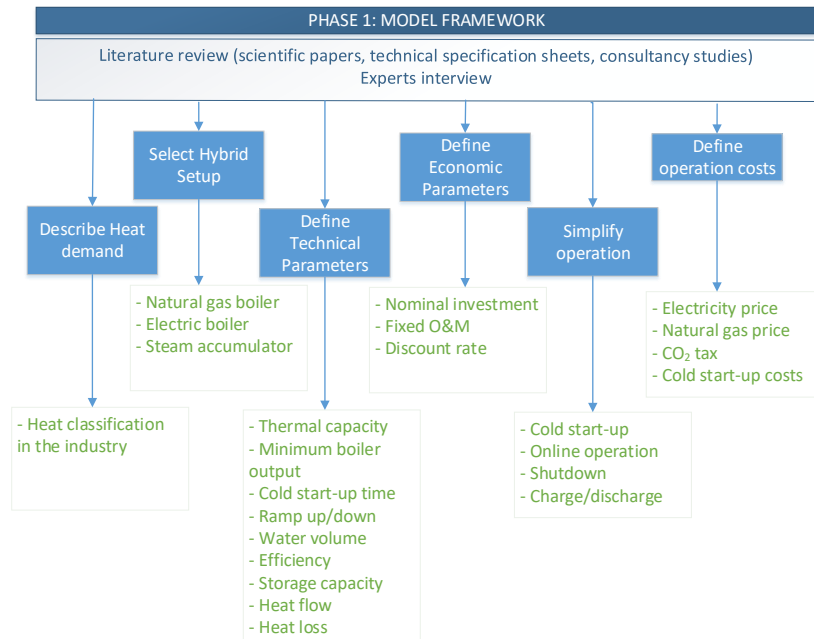 PHASE 1: MODEL FRAMEWORK
Literature review (scientific papers, technical specification sheets, consultancy studies)
Experts interview
Describe Heat
demand
- Heat classification
in the industry
Select Hybrid
Setup
- Natural gas boiler
- Electric boiler
- Steam accumulator
Define
Technical
Parameters
- Thermal capacity
- Minimum boiler
output
- Cold start-up time
- Ramp up/down
- Water volume
- Efficiency
- Storage capacity
- Heat flow
- Heat loss
Define
Economic
Parameters
- Nominal investment
- Fixed O&M
- Discount rate
Simplify
operation
- Cold start-up
- Online operation
- Shutdown
- Charge/discharge
Define
operation costs
- Electricity price
- Natural gas price
- CO₂ tax
- Cold start-up costs